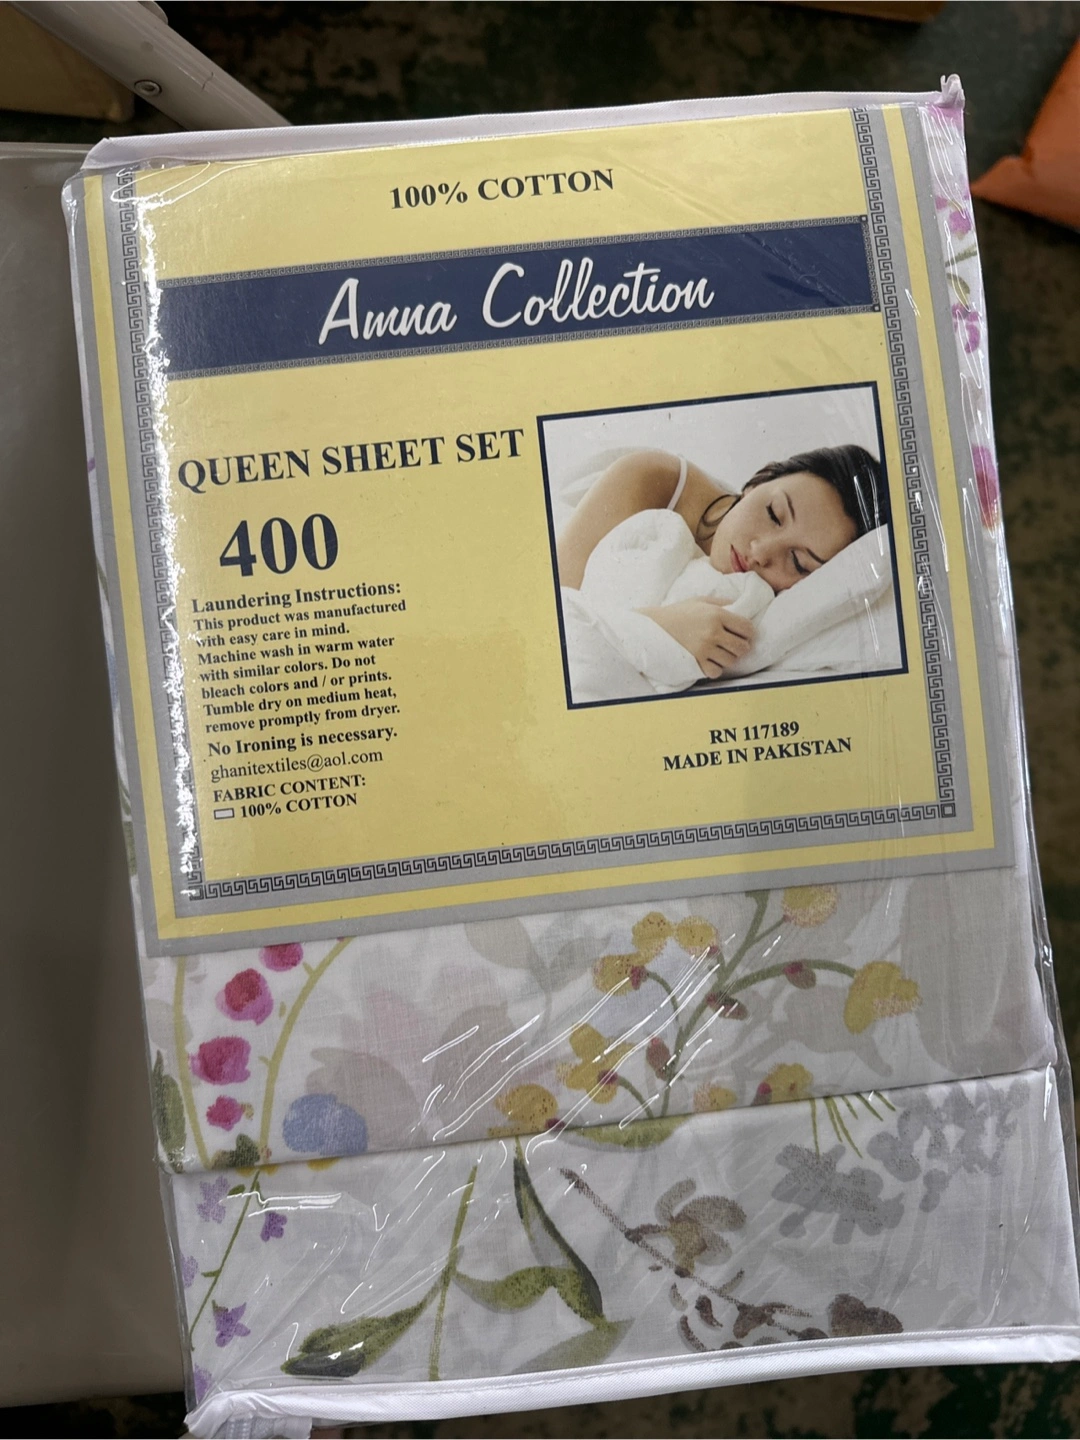 100% COTTON
Amna Collection
QUEEN SHEET SET
400
Laundering Instructions:
This product was manufactured
with easy care in mind.
Machine wash in warm water
with similar colors. Do not
bleach colors and / or prints.
Tumble dry on medium heat,
remove promptly from dryer.
No Ironing is necessary.
ghanitextiles@aol.com
FABRIC CONTENT:
100% COTTON
RN 117189
MADE IN PAKISTAN